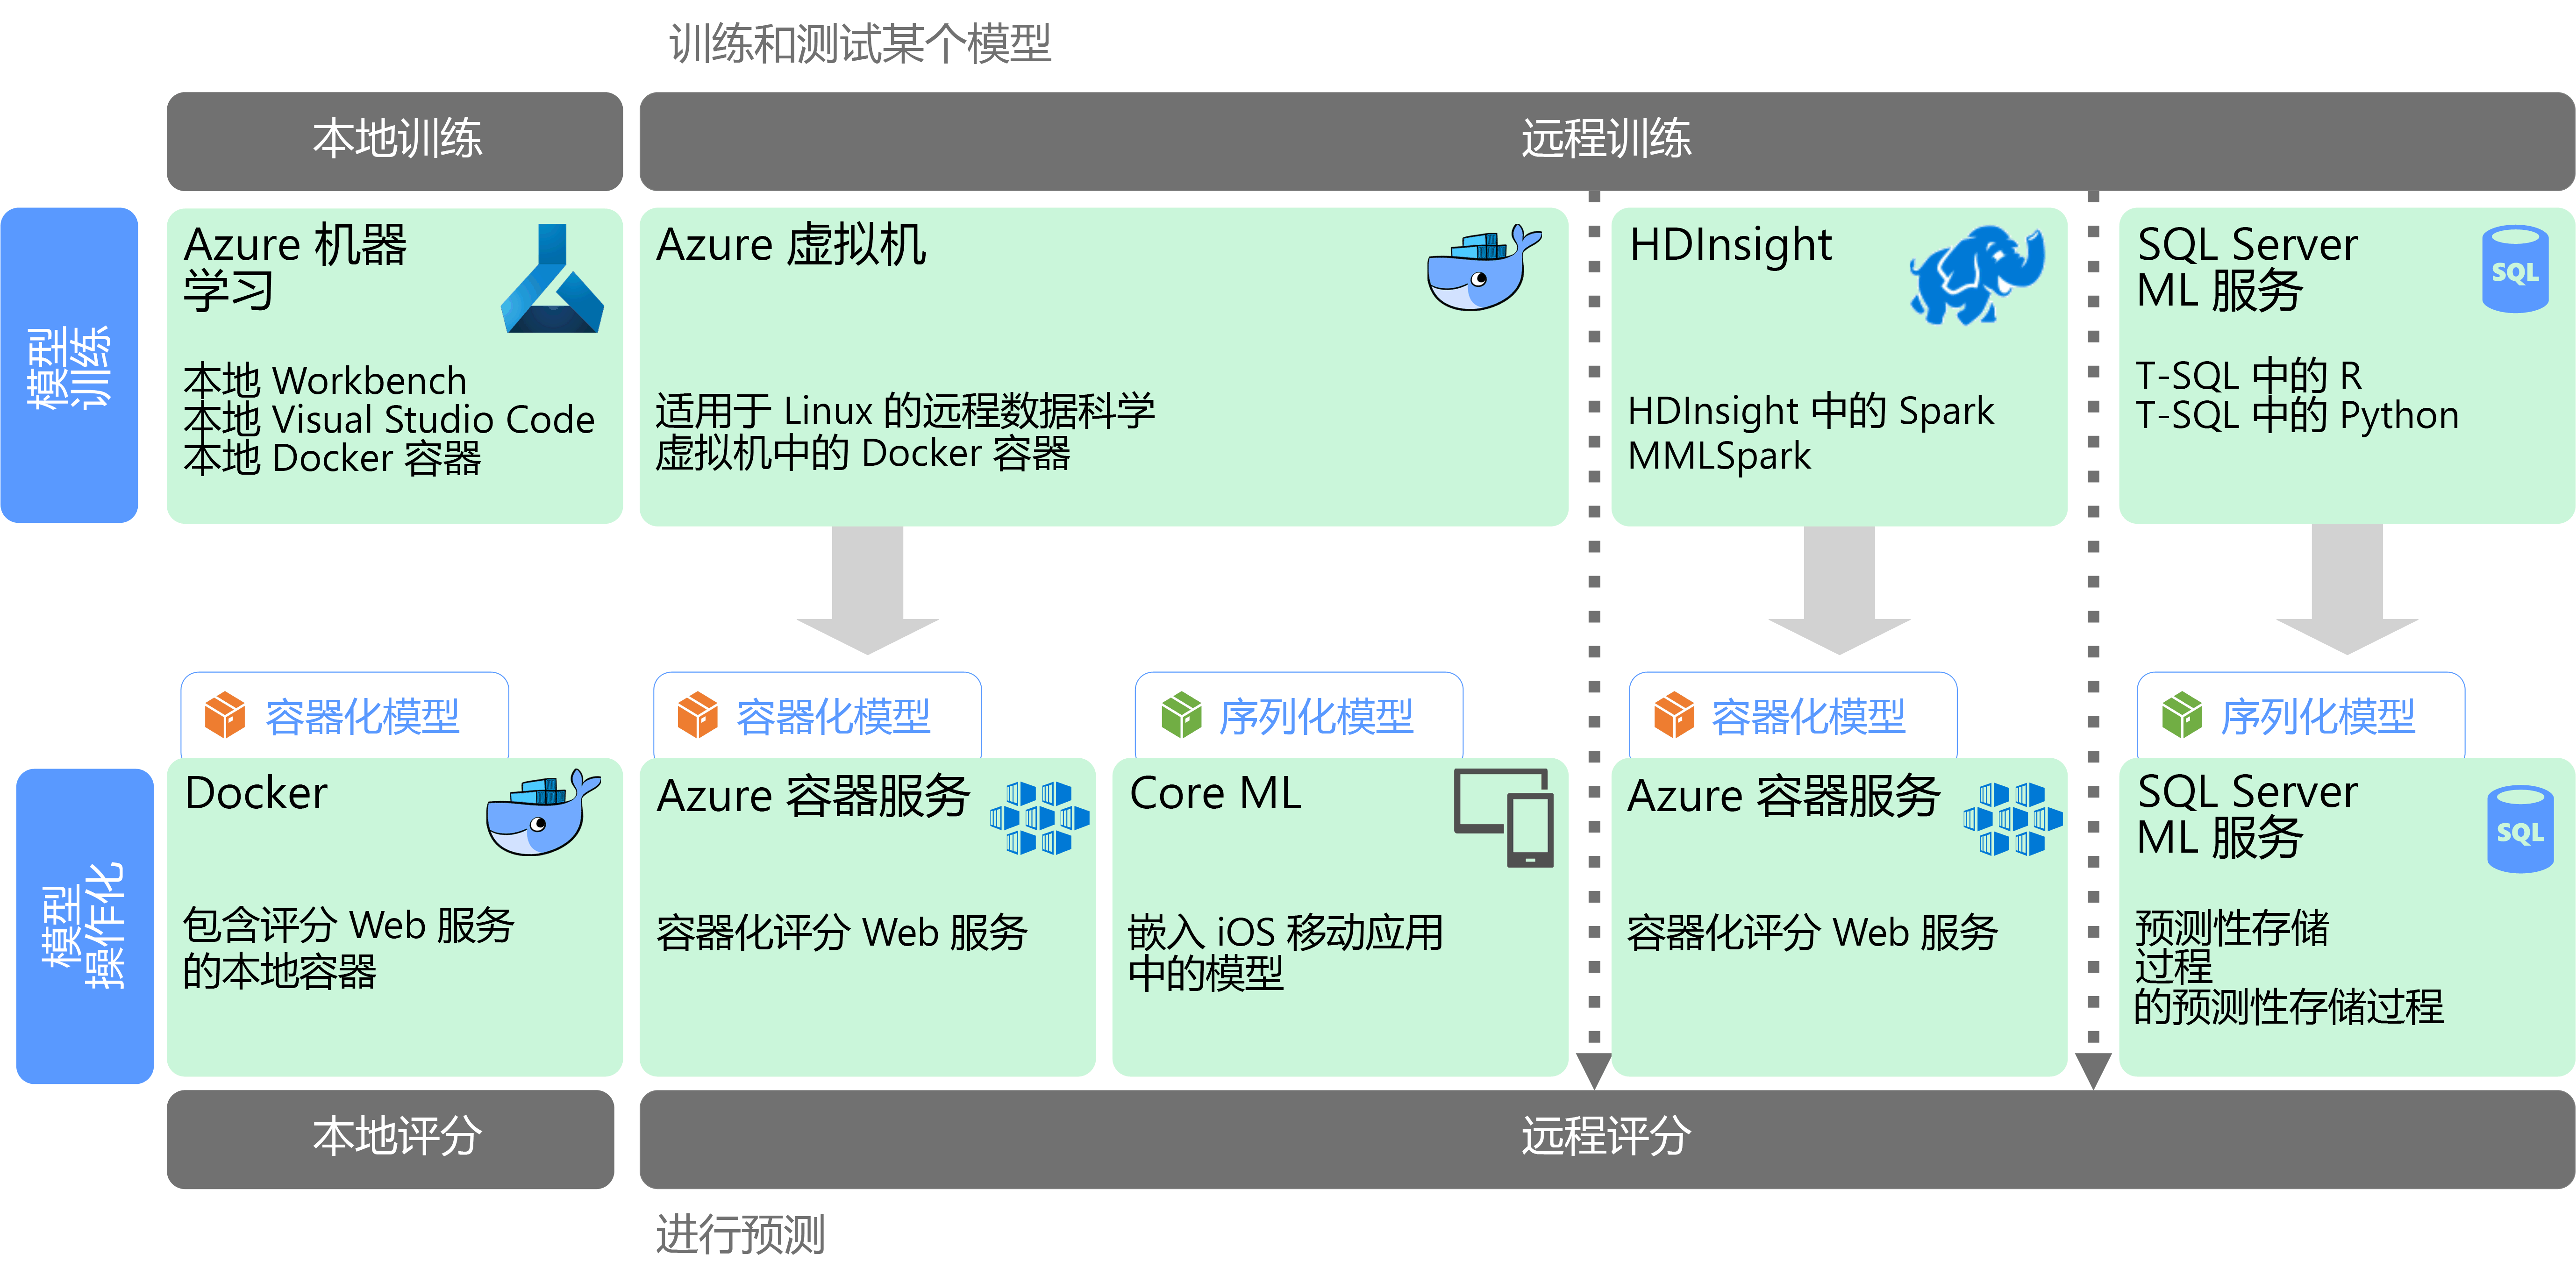 训练和测试某个模型
本地训练
远程训练
模型
训练
Azure 机器
学习
本地 Workbench
本地 Visual Studio Code
本地 Docker 容器
Azure 虚拟机
适用于 Linux 的远程数据科学
虚拟机中的 Docker 容器
HDInsight
HDInsight 中的 Spark
MMLSpark
SQL Server
ML 服务
SQL
T-SQL 中的 R
T-SQL 中的 Python
模型
操作化
容器化模型
Docker
包含评分 Web 服务
的本地容器
容器化模型
Azure 容器服务
容器化评分 Web 服务
序列化模型
Core ML
嵌入 iOS 移动应用
中的模型
容器化模型
Azure 容器服务
容器化评分 Web 服务
序列化模型
SQL Server
ML 服务
SQL
预测性存储
过程
的预测性存储过程
本地评分
远程评分
进行预测